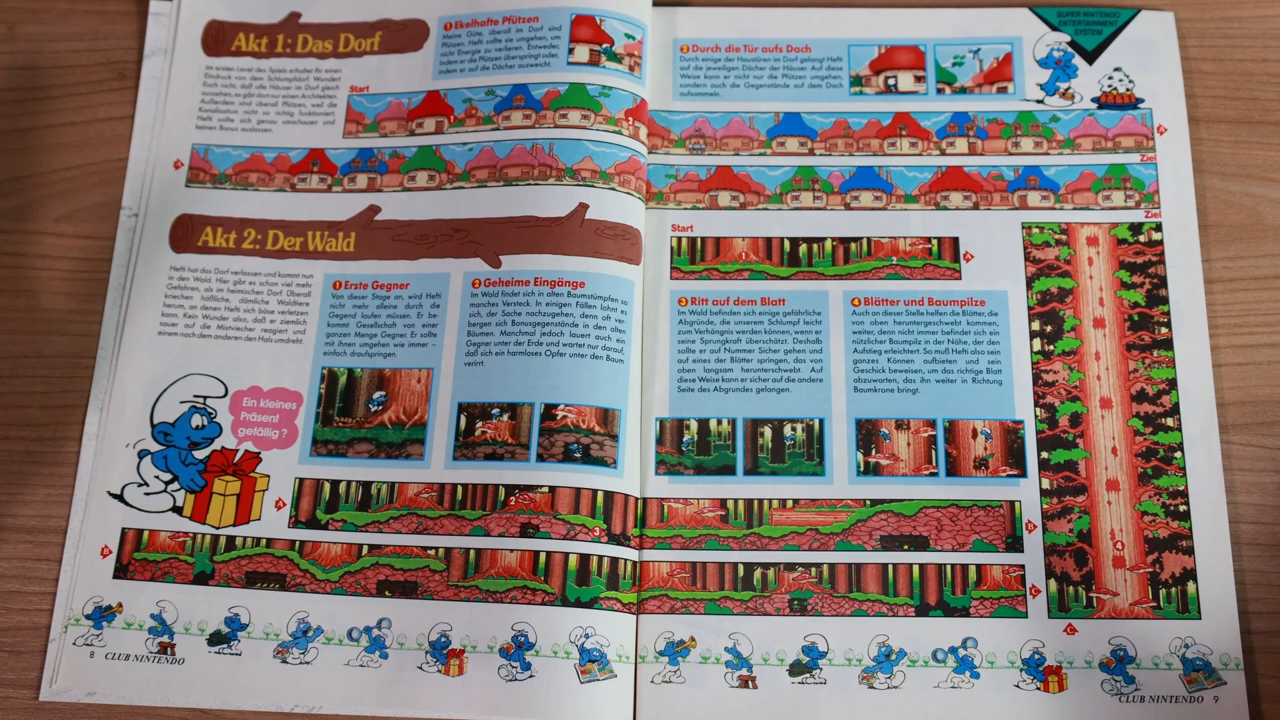 Akt 1: Das Dorf
Im ersten Level des Spiels erhaltet Ihr einen
Eindruck von dem Schlumpfdorf. Wundert
Euch nicht, daß alle Häuser im Dorf gleich
aussehen, es gibt dort nur einen Architekten.
Außerdem sind überall Pfützen, weil die
Kanalisation nicht so richtig funktioniert.
Hefti sollte sich genau umschauen und
keinen Bonus auslassen.
1 Ekelhafte Pfützen
Meine Güte, überall im Dorf sind
Pfützen. Hefti sollte sie umgehen, um
nicht Energie zu verlieren. Entweder,
indem er die Pfützen überspringt oder,
indem er auf die Dächer ausweicht.
Start
1
2
A
Akt 2: Der Wald
Hefti hat das Dorf verlassen und kommt nun
in den Wald. Hier gibt es schon viel mehr
Gefahren, als im heimischen Dorf. Überall
kriechen häßliche, dämliche Waldtiere
herum, an denen Hefti sich böse verletzen
kann. Kein Wunder also, daß er ziemlich
sauer auf die Mistviecher reagiert und
einem nach dem anderen den Hals umdreht.
1 Erste Gegner
Von dieser Stage an, wird Hefti
nicht mehr alleine durch die
Gegend laufen müssen. Er be-
kommt Gesellschaft von einer
ganzen Menge Gegner. Er sollte
mit ihnen umgehen wie immer –
einfach draufspringen.
2 Geheime Eingänge
Im Wald findet sich in alten Baumstümpfen so
manches Versteck. In einigen Fällen lohnt es
sich, der Sache nachzugehen, denn oft ver-
bergen sich Bonusgegenstände in den alten
Bäumen. Manchmal jedoch lauert auch ein
Gegner unter der Erde und wartet nur darauf,
daß sich ein harmloses Opfer unter den Baum
verirrt.
Ein kleines
Präsent
gefällig ?
A
2
3
B
8 CLUB NINTENDO
SUPER NINTENDO
ENTERTAINMENT
SYSTEM
2 Durch die Tür aufs Dach
Durch einige der Haustüren im Dorf gelangt Hefti
auf die jeweiligen Dächer der Häuser. Auf diese
Weise kann er nicht nur die Pfützen umgehen,
sondern auch die Gegenstände auf dem Dach
aufsammeln.
A
Ziel
Ziel
Start
1
2
A
3 Ritt auf dem Blatt
Im Wald befinden sich einige gefährliche
Abgründe, die unserem Schlumpf leicht
zum Verhängnis werden können, wenn er
seine Sprungkraft überschätzt. Deshalb
sollte er auf Nummer Sicher gehen und
auf eines der Blätter springen, das von
oben langsam herunterschwebt. Auf
diese Weise kann er sicher auf die andere
Seite des Abgrundes gelangen.
4 Blätter und Baumpilze
Auch an dieser Stelle helfen die Blätter, die
von oben heruntergeschwebt kommen,
weiter, denn nicht immer befindet sich ein
nützlicher Baumpilz in der Nähe, der den
Aufstieg erleichtert. So muß Hefti also sein
ganzes Können aufbieten und sein
Geschick beweisen, um das richtige Blatt
abzuwarten, das ihn weiter in Richtung
Baumkrone bringt.
B
C
4
C
CLUB NINTENDO 9